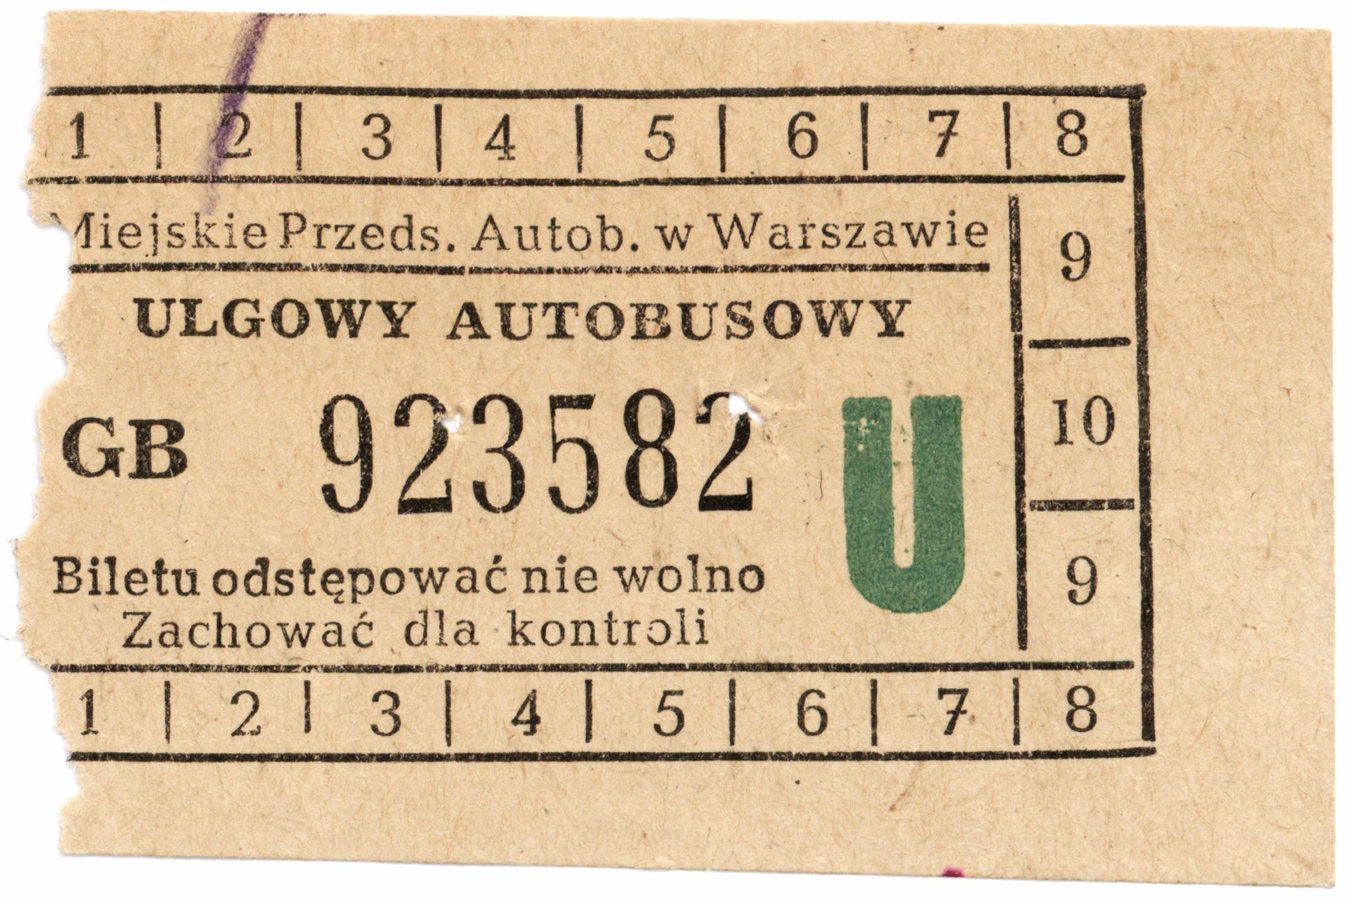 1 | 2 | 3 | 4 | 5 | 6 | 7 | 8
Miejskie Przeds. Autob. w Warszawie
9
ULGOWY AUTOBUSOWY
GB 923582 U
10
Biletu odstępować nie wolno
9
Zachować dla kontroli
1 | 2 | 3 | 4 | 5 | 6 | 7 | 8